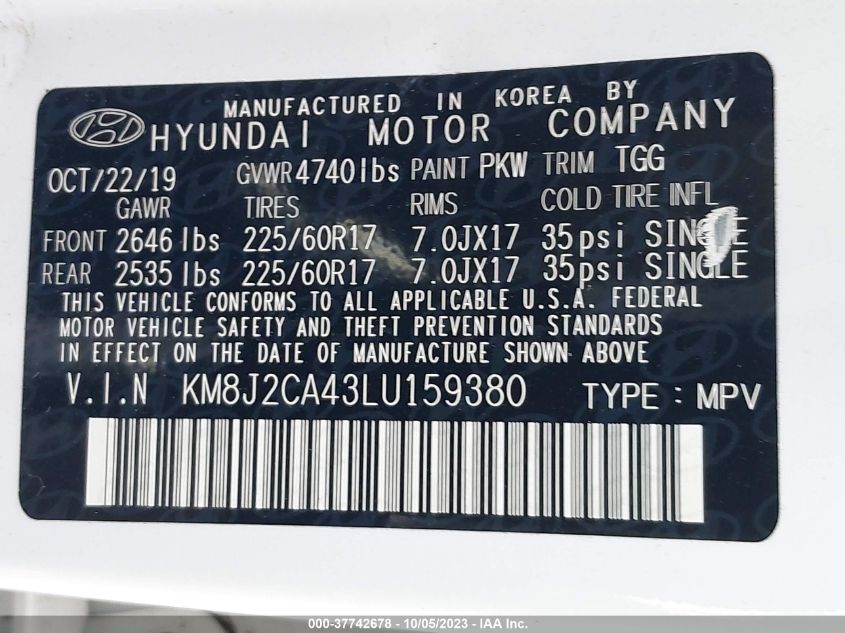 MANUFACTURED IN KOREA BY
HYUNDAI MOTOR COMPANY
OCT/22/19 GVWR 4740lbs PAINT PKW TRIM TGG
GAWR TIRES RIMS COLD TIRE INFL
FRONT 2646 lbs 225/60R17 7.0JX17 35psi SINGLE
REAR 2535 lbs 225/60R17 7.0JX17 35psi SINGLE
THIS VEHICLE CONFORMS TO ALL APPLICABLE U.S.A. FEDERAL
MOTOR VEHICLE SAFETY AND THEFT PREVENTION STANDARDS
IN EFFECT ON THE DATE OF MANUFACTURE SHOWN ABOVE
V.I.N KM8J2CA43LU159380 TYPE : MPV
000-37742678 - 10/05/2023 - IAA Inc.